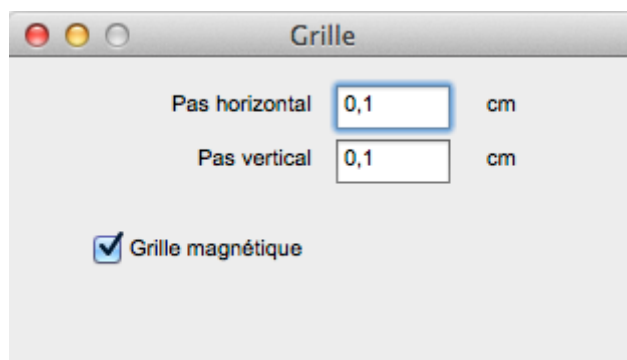 Grille
Pas horizontal 0,1 cm
Pas vertical 0,1 cm
Grille magnétique